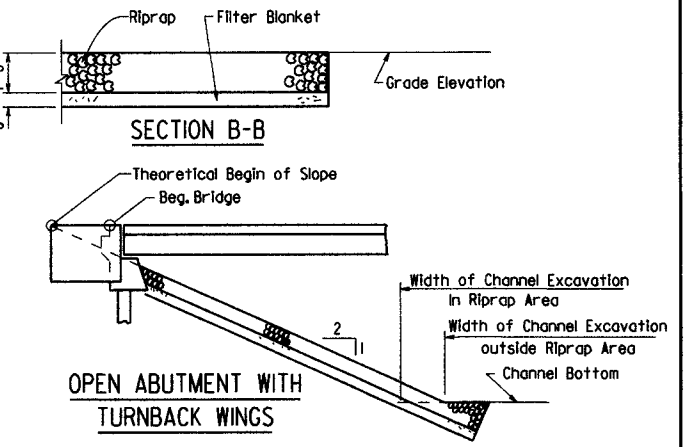 Riprap
Filter Blanket
Grade Elevation
SECTION B-B
Theoretical Begin of Slope
Beg. Bridge
Width of Channel Excavation
In Riprap Area
2
1
Width of Channel Excavation
outside Riprap Area
Channel Bottom
OPEN ABUTMENT WITH
TURNBACK WINGS